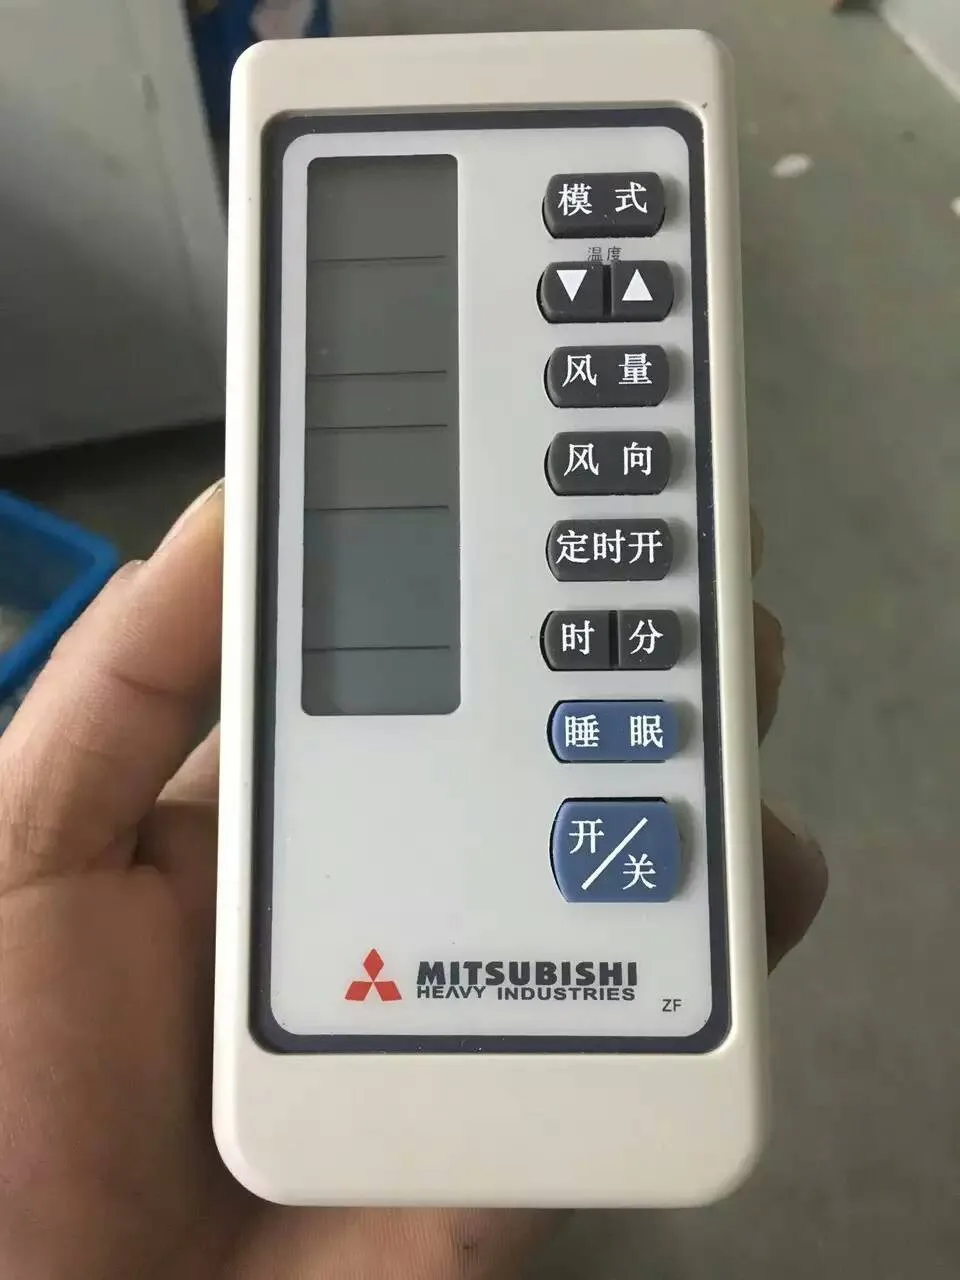 模式
温度
▼ ▲
风量
风向
定时开
时 分
睡眠
开/关
MITSUBISHI
HEAVY INDUSTRIES
ZF